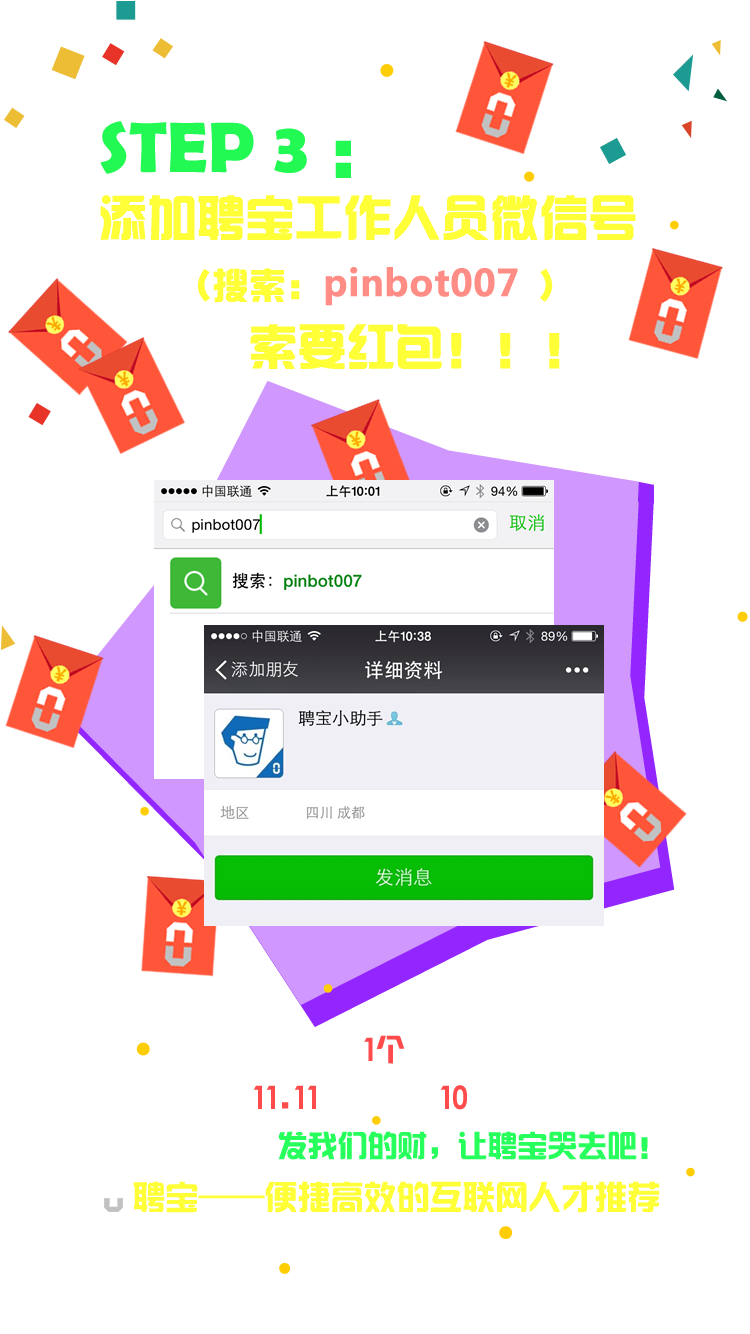 STEP 3 :
添加聘宝工作人员微信号
（搜索：pinbot007 ）
索要红包！！！
中国联通 上午10:01 94%
pinbot007 取消
搜索：pinbot007
中国联通 上午10:38 89%
添加朋友 详细资料
聘宝小助手
地区 四川 成都
发消息
1个
11.11 10
发我们的财，让聘宝哭去吧！
聘宝——便捷高效的互联网人才推荐